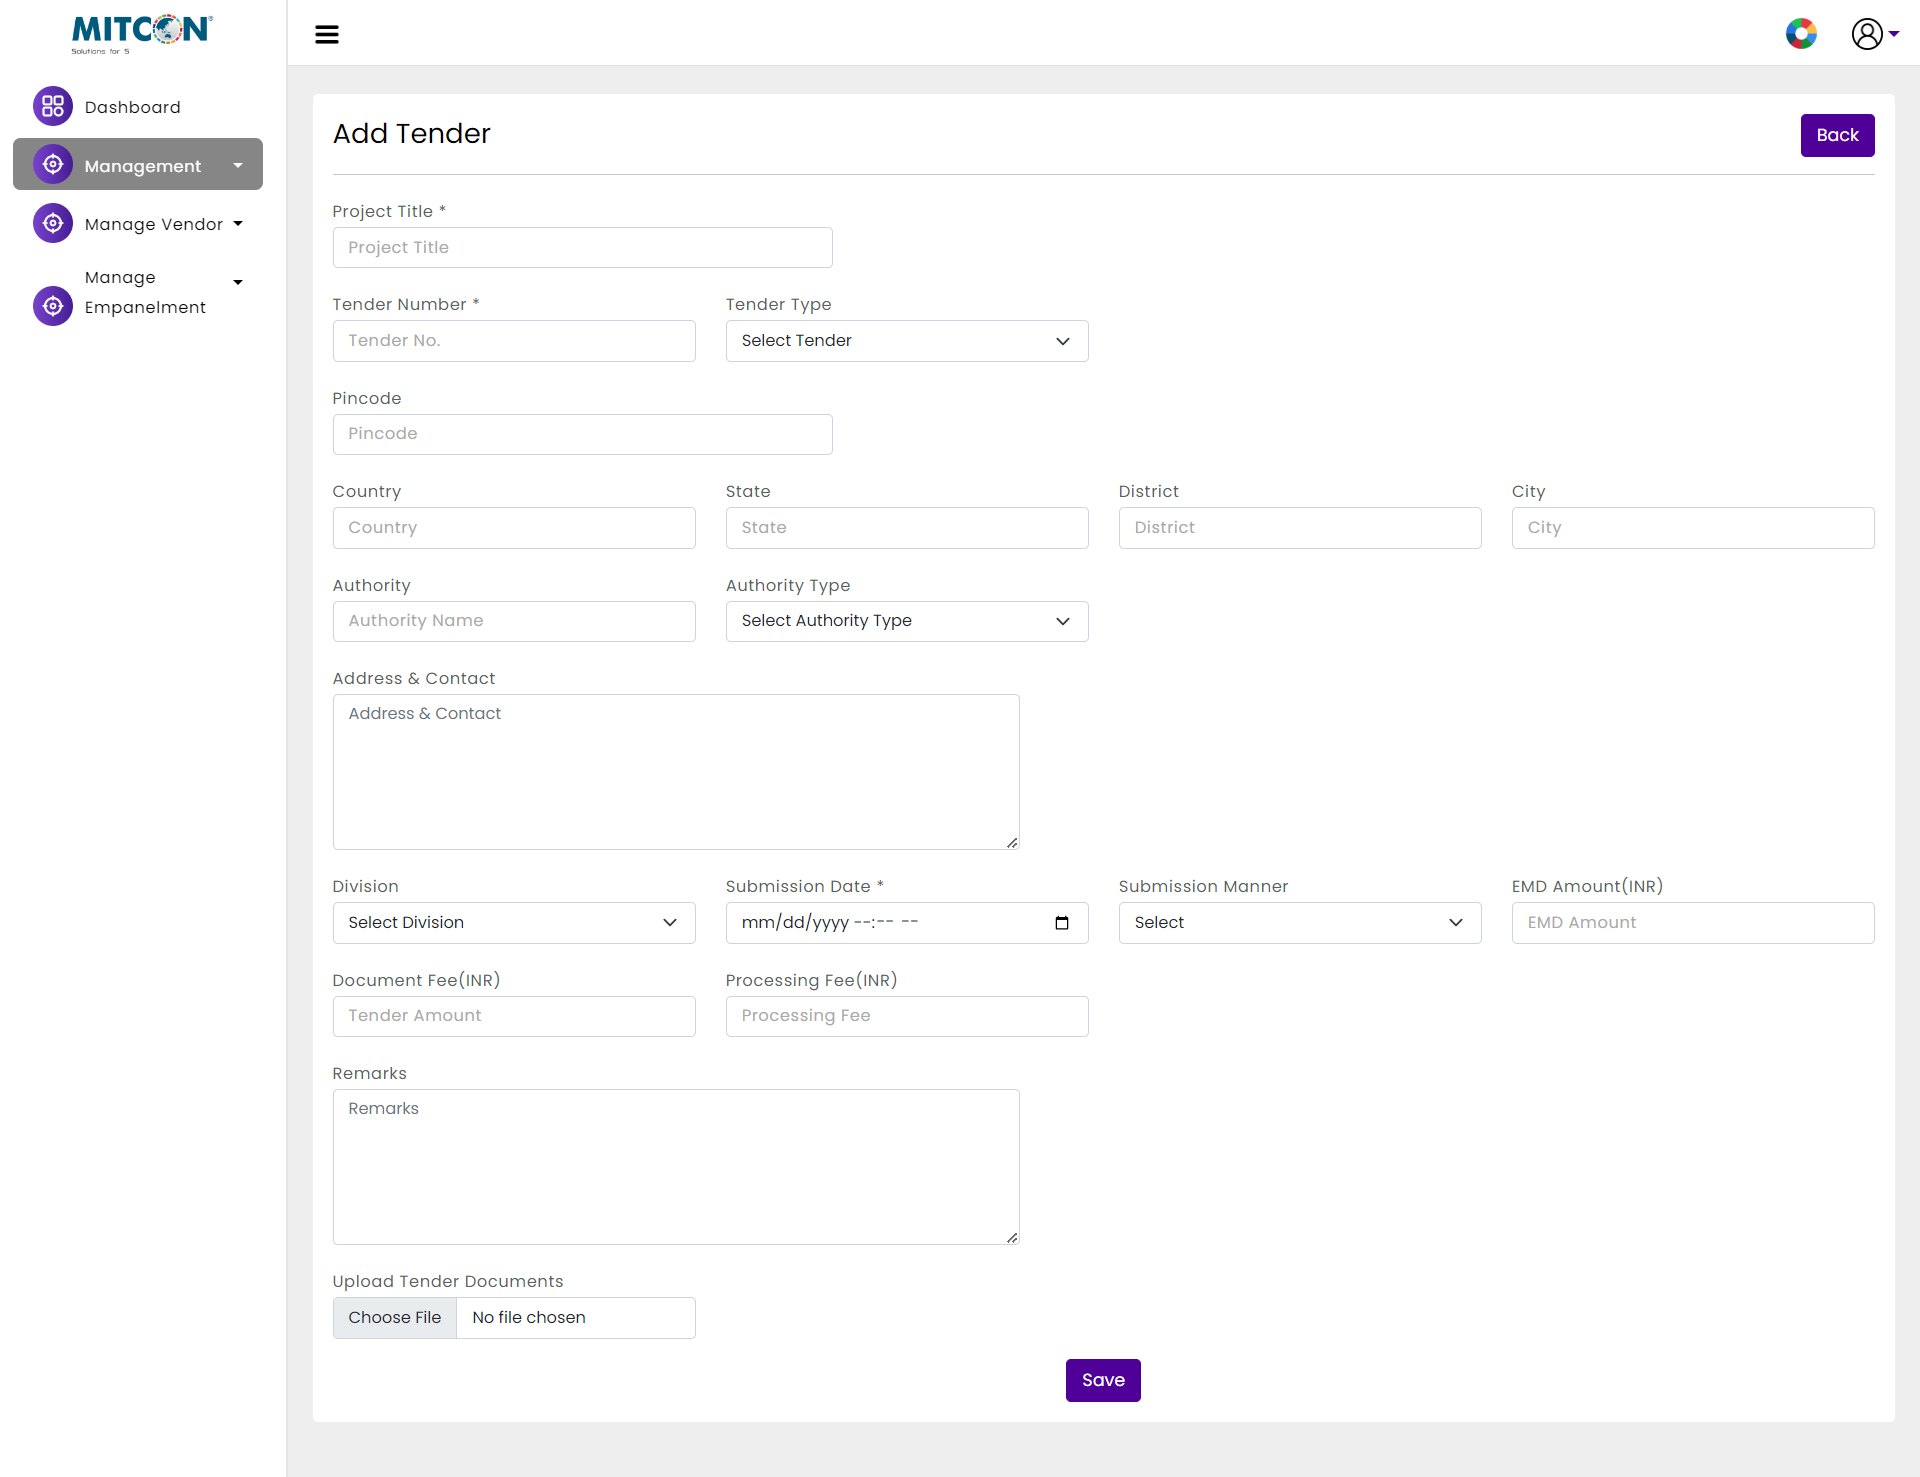 MITCON®
Solutions for S
Dashboard
Management
Manage Vendor
Manage
Empanelment
Add Tender
Back
Project Title *
Project Title
Tender Number *
Tender Type
Tender No.
Select Tender
Pincode
Pincode
Country
State
District
City
Country
State
District
City
Authority
Authority Type
Authority Name
Select Authority Type
Address & Contact
Address & Contact
Division
Submission Date *
Submission Manner
EMD Amount(INR)
Select Division
mm/dd/yyyy --:-- --
Select
EMD Amount
Document Fee(INR)
Processing Fee(INR)
Tender Amount
Processing Fee
Remarks
Remarks
Upload Tender Documents
Choose File
No file chosen
Save